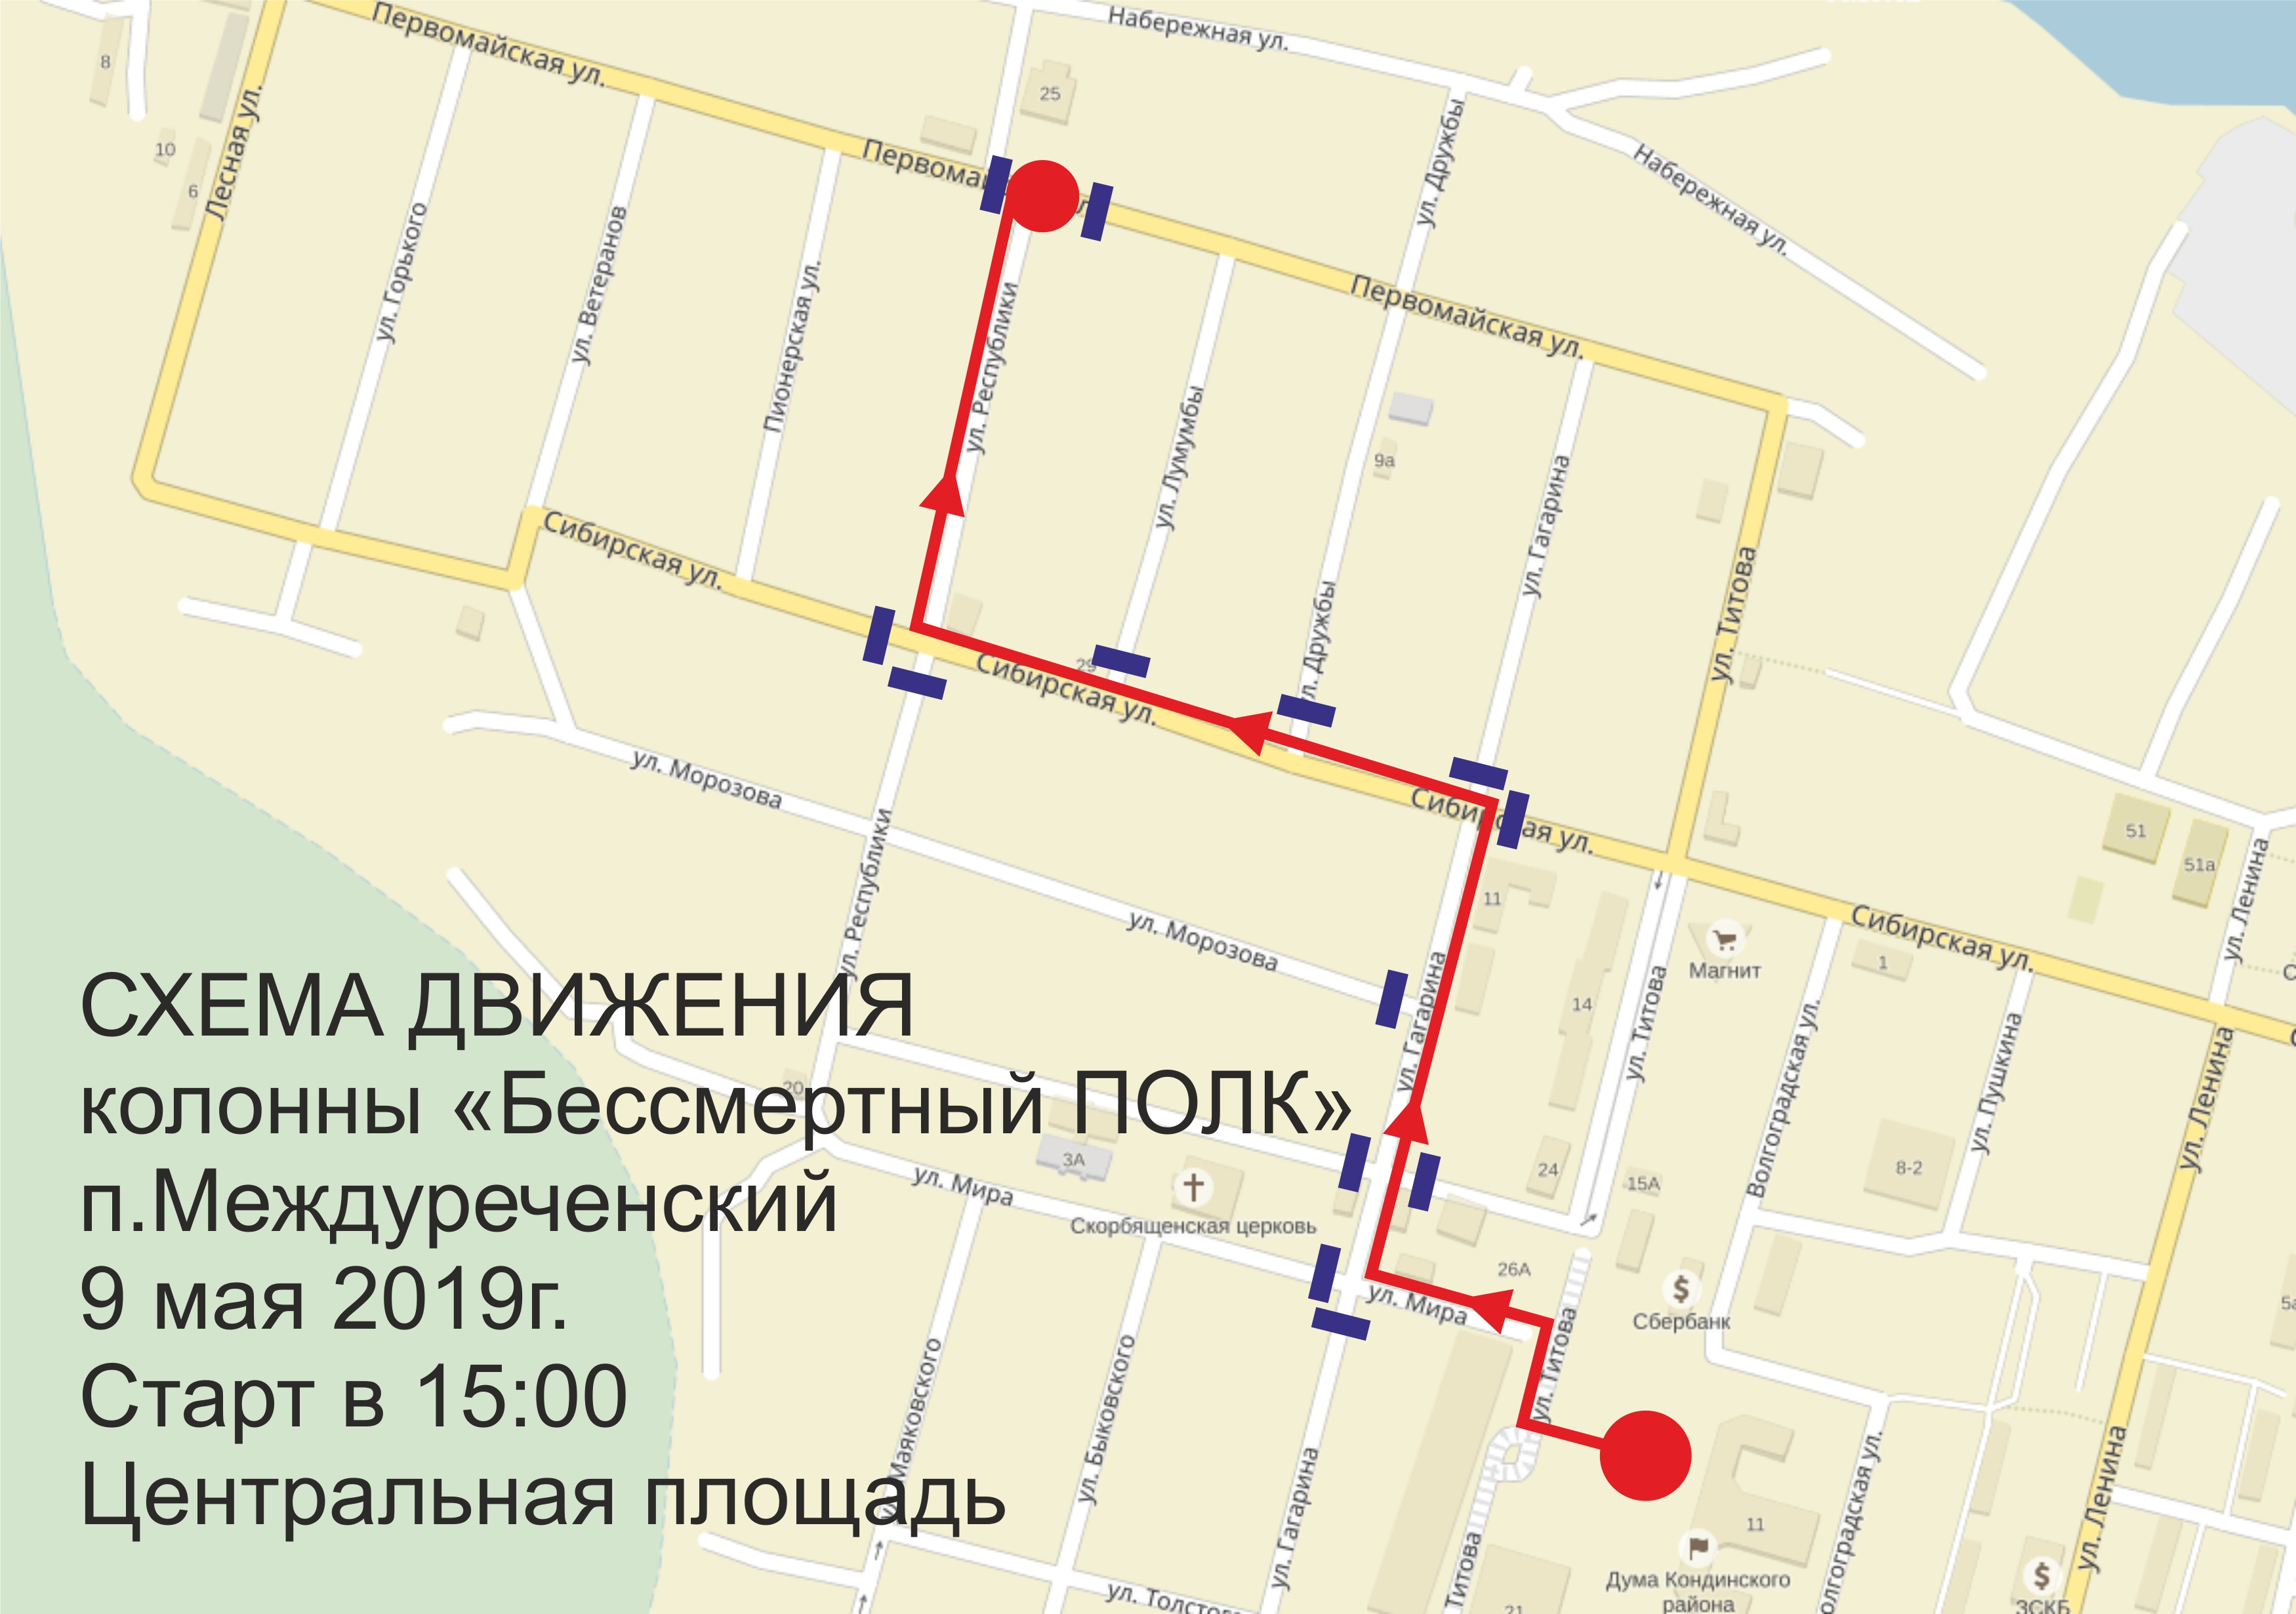 Первомайская ул.
Набережная ул.
8
25
10
6
Лесная ул.
Набережная ул.
ул. Дружбы
ул. Горького
ул. Ветеранов
Пионерская ул.
ул. Республики
Первомайская ул.
ул. Лумумбы
9а
ул. Гагарина
ул. Титова
Сибирская ул.
29
Сибирская ул.
ул. Дружбы
Сибирская ул.
ул. Морозова
ул. Республики
ул. Морозова
11
14
ул. Гагарина
ул. Титова
Магнит
1
Сибирская ул.
51
51а
ул. Ленина
Волгоградская ул.
ул. Пушкина
ул. Ленина
8-2
СХЕМА ДВИЖЕНИЯ
колонны «Бессмертный ПОЛК»
п.Междуреченский
9 мая 2019г.
Старт в 15:00
Центральная площадь
20
3А
ул. Мира
Скорбященская церковь
24
15А
26А
ул. Мира
ул. Титова
Сбербанк
ул. Маяковского
ул. Быковского
ул. Гагарина
Титова
21
11
Дума Кондинского
района
ул. Ленина
ЗСКБ